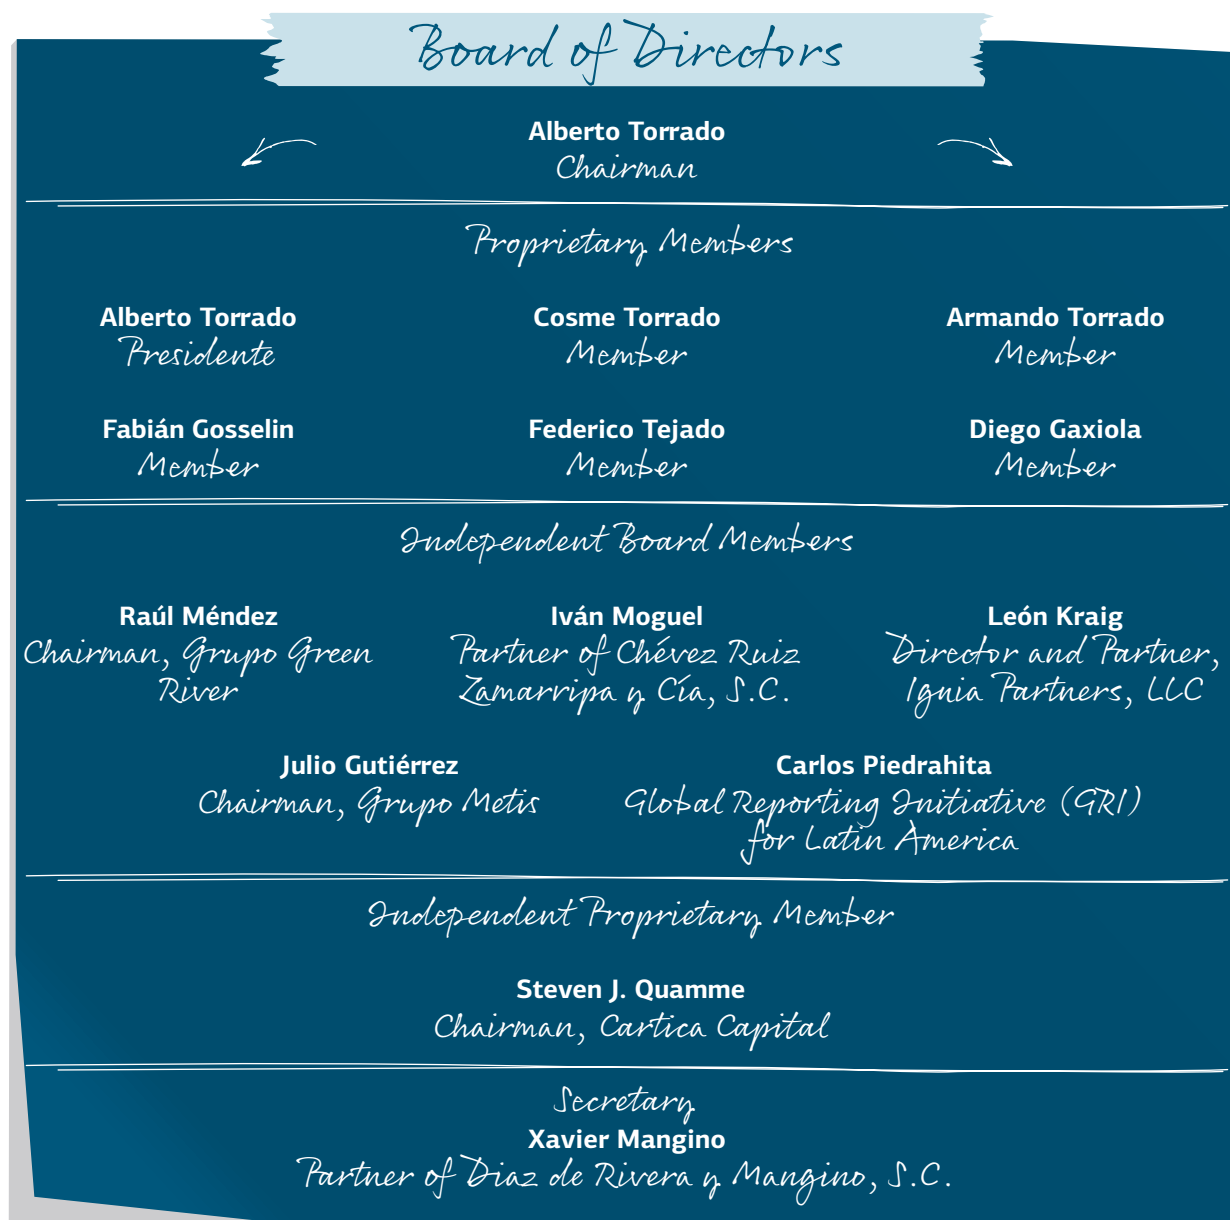 Board of Directors
Alberto Torrado
Chairman
Proprietary Members
Alberto Torrado
Presidente
Cosme Torrado
Member
Armando Torrado
Member
Fabián Gosselin
Member
Federico Tejado
Member
Diego Gaxiola
Member
Independent Board Members
Raúl Méndez
Chairman, Grupo Green
River
Iván Moguel
Partner of Chévez Ruiz
Zamarripa y Cía, S.C.
León Kraig
Director and Partner,
Ignia Partners, LLC
Julio Gutiérrez
Chairman, Grupo Metis
Carlos Piedrahita
Global Reporting Initiative (GRI)
for Latin America
Independent Proprietary Member
Steven J. Quamme
Chairman, Cartica Capital
Secretary
Xavier Mangino
Partner of Diaz de Rivera y Mangino, S.C.